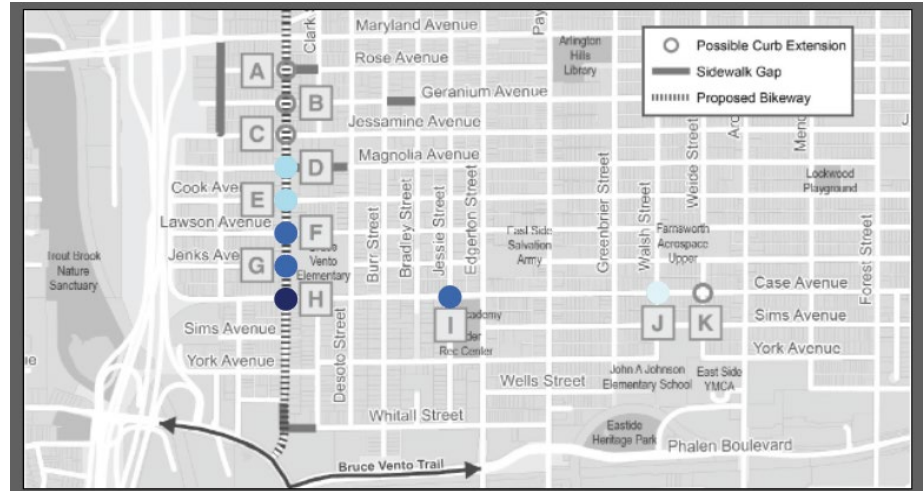 Maryland Avenue
Clark St
Pay
Rose Avenue
Arlington
Hills
Library
Possible Curb Extension
Sidewalk Gap
Proposed Bikeway
A
B
Geranium Avenue
C
Jessamine Avenue
D
Magnolia Avenue
Weide Street
Lockwood
Playground
Cook Ave
E
Lawson Avenue
F
Jenks Ave
G
Vento
Elementary
Burr Street
Bradley Street
Jessie Street
Edgerton Street
East Side
Salvation
Army
Greenbrier Street
Walsh Street
Farnsworth
Aerospace
Upper
Forest Street
Trout Brook
Nature
Sanctuary
H
Case Avenue
Sims Avenue
I
J
K
Sims Avenue
Rec Center
York Avenue
York Avenue
Desoto Street
Wells Street
John A Johnson
Elementary School
East Side
YMCA
Whitall Street
Eastide
Heritage Park
Phalen Boulevard
Bruce Vento Trail